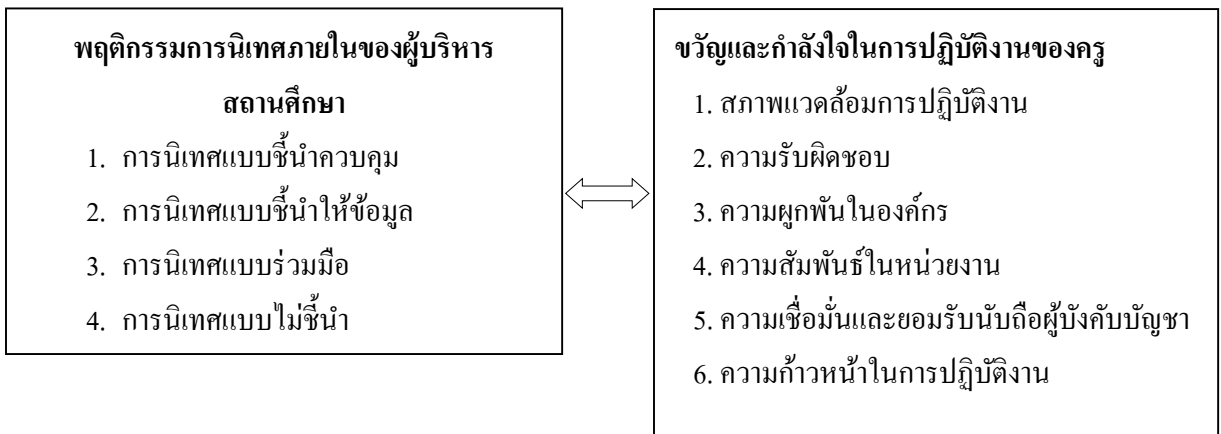 พฤติกรรมการนิเทศภายในของผู้บริหาร
สถานศึกษา
1. การนิเทศแบบชี้นำควบคุม
2. การนิเทศแบบชี้นำให้ข้อมูล
3. การนิเทศแบบร่วมมือ
4. การนิเทศแบบไม่ชี้นำ
ขวัญและกำลังใจในการปฏิบัติงานของครู
1. สภาพแวดล้อมการปฏิบัติงาน
2. ความรับผิดชอบ
3. ความผูกพันในองค์กร
4. ความสัมพันธ์ในหน่วยงาน
5. ความเชื่อมั่นและยอมรับนับถือผู้บังคับบัญชา
6. ความก้าวหน้าในการปฏิบัติงาน